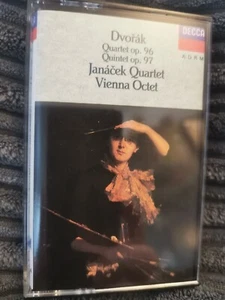 Dvořák
Quartet op. 96
Quintet op. 97
Janáček Quartet
Vienna Octet
DECCA